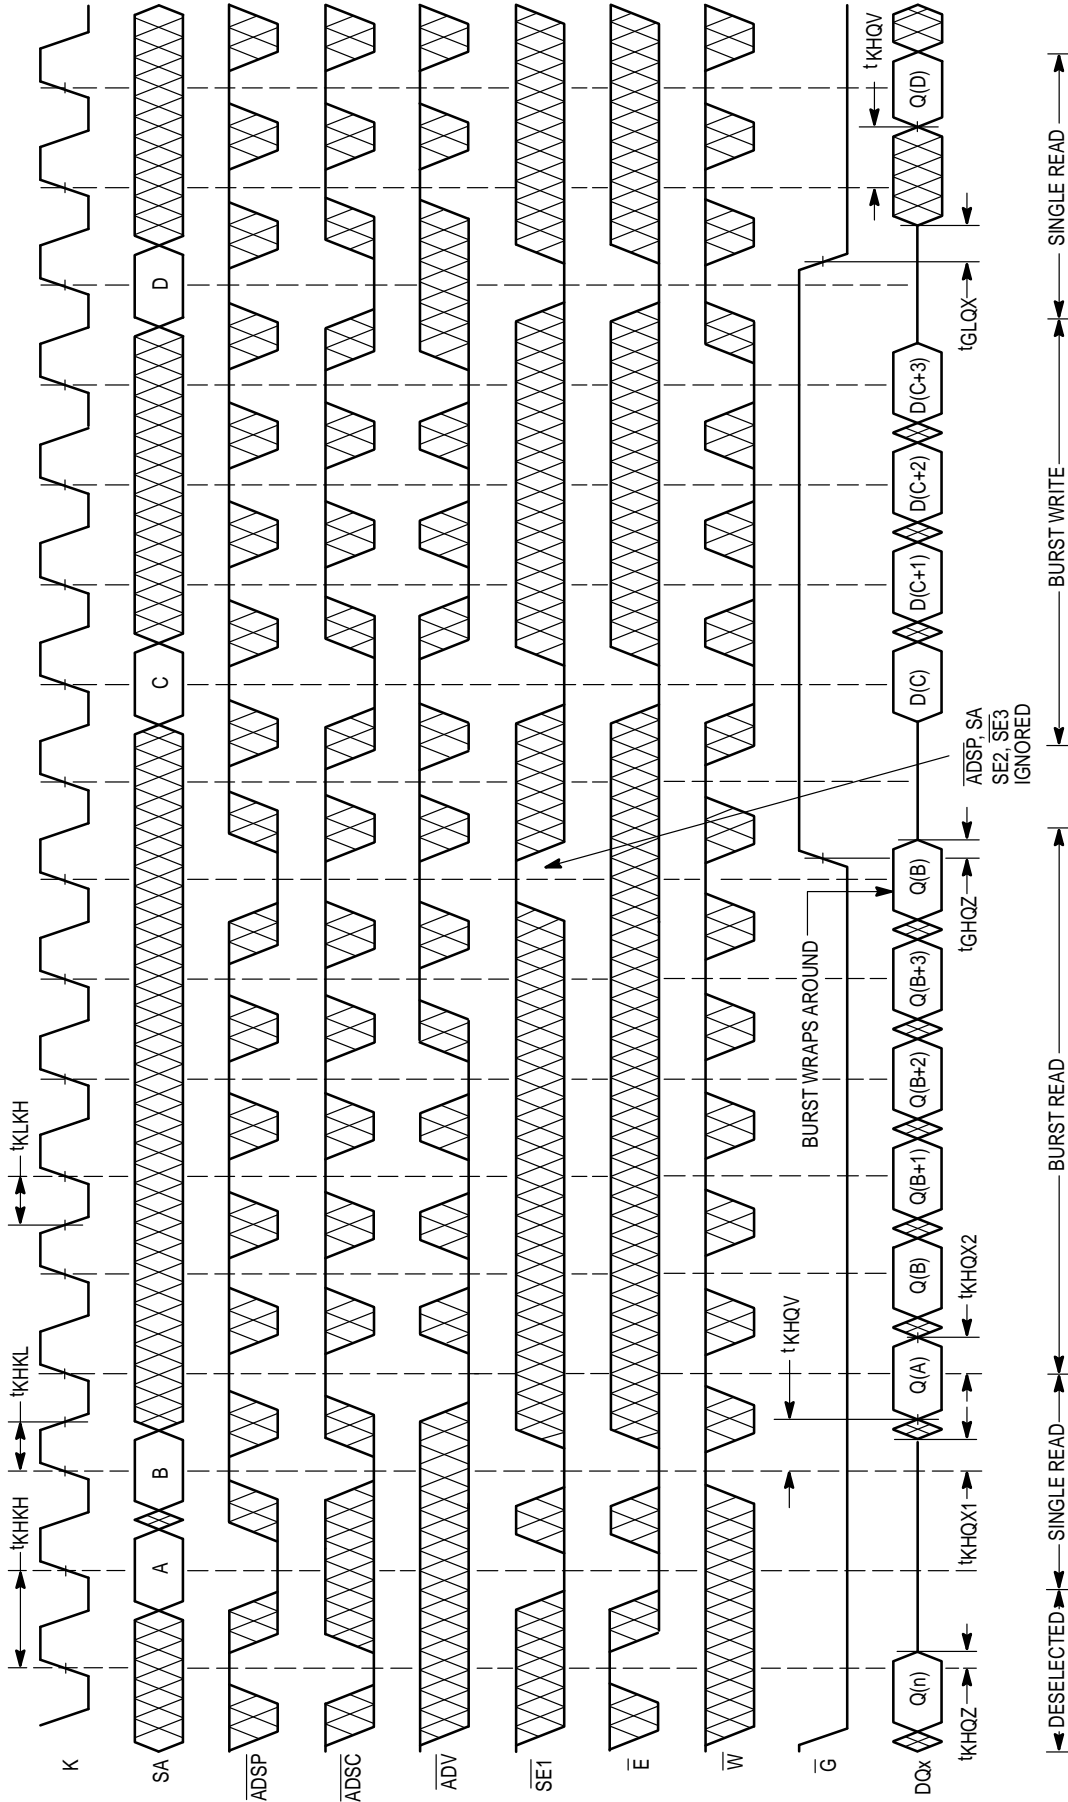 tKHKH
tKHKL
tKLKH
K
SA
A
B
C
D
ADSP
ADSC
ADV
SE1
E
W
G
tKHQV
BURST WRAPS AROUND
ADSP, SA
SE2, SE3
IGNORED
tKHQV
DQx
Q(n)
Q(A)
Q(B)
Q(B+1)
Q(B+2)
Q(B+3)
Q(B)
D(C)
D(C+1)
D(C+2)
D(C+3)
Q(D)
tKHQZ
tKHQX1
tKHQX2
tGHQZ
tGLQX
DESELECTED
SINGLE READ
BURST READ
BURST WRITE
SINGLE READ